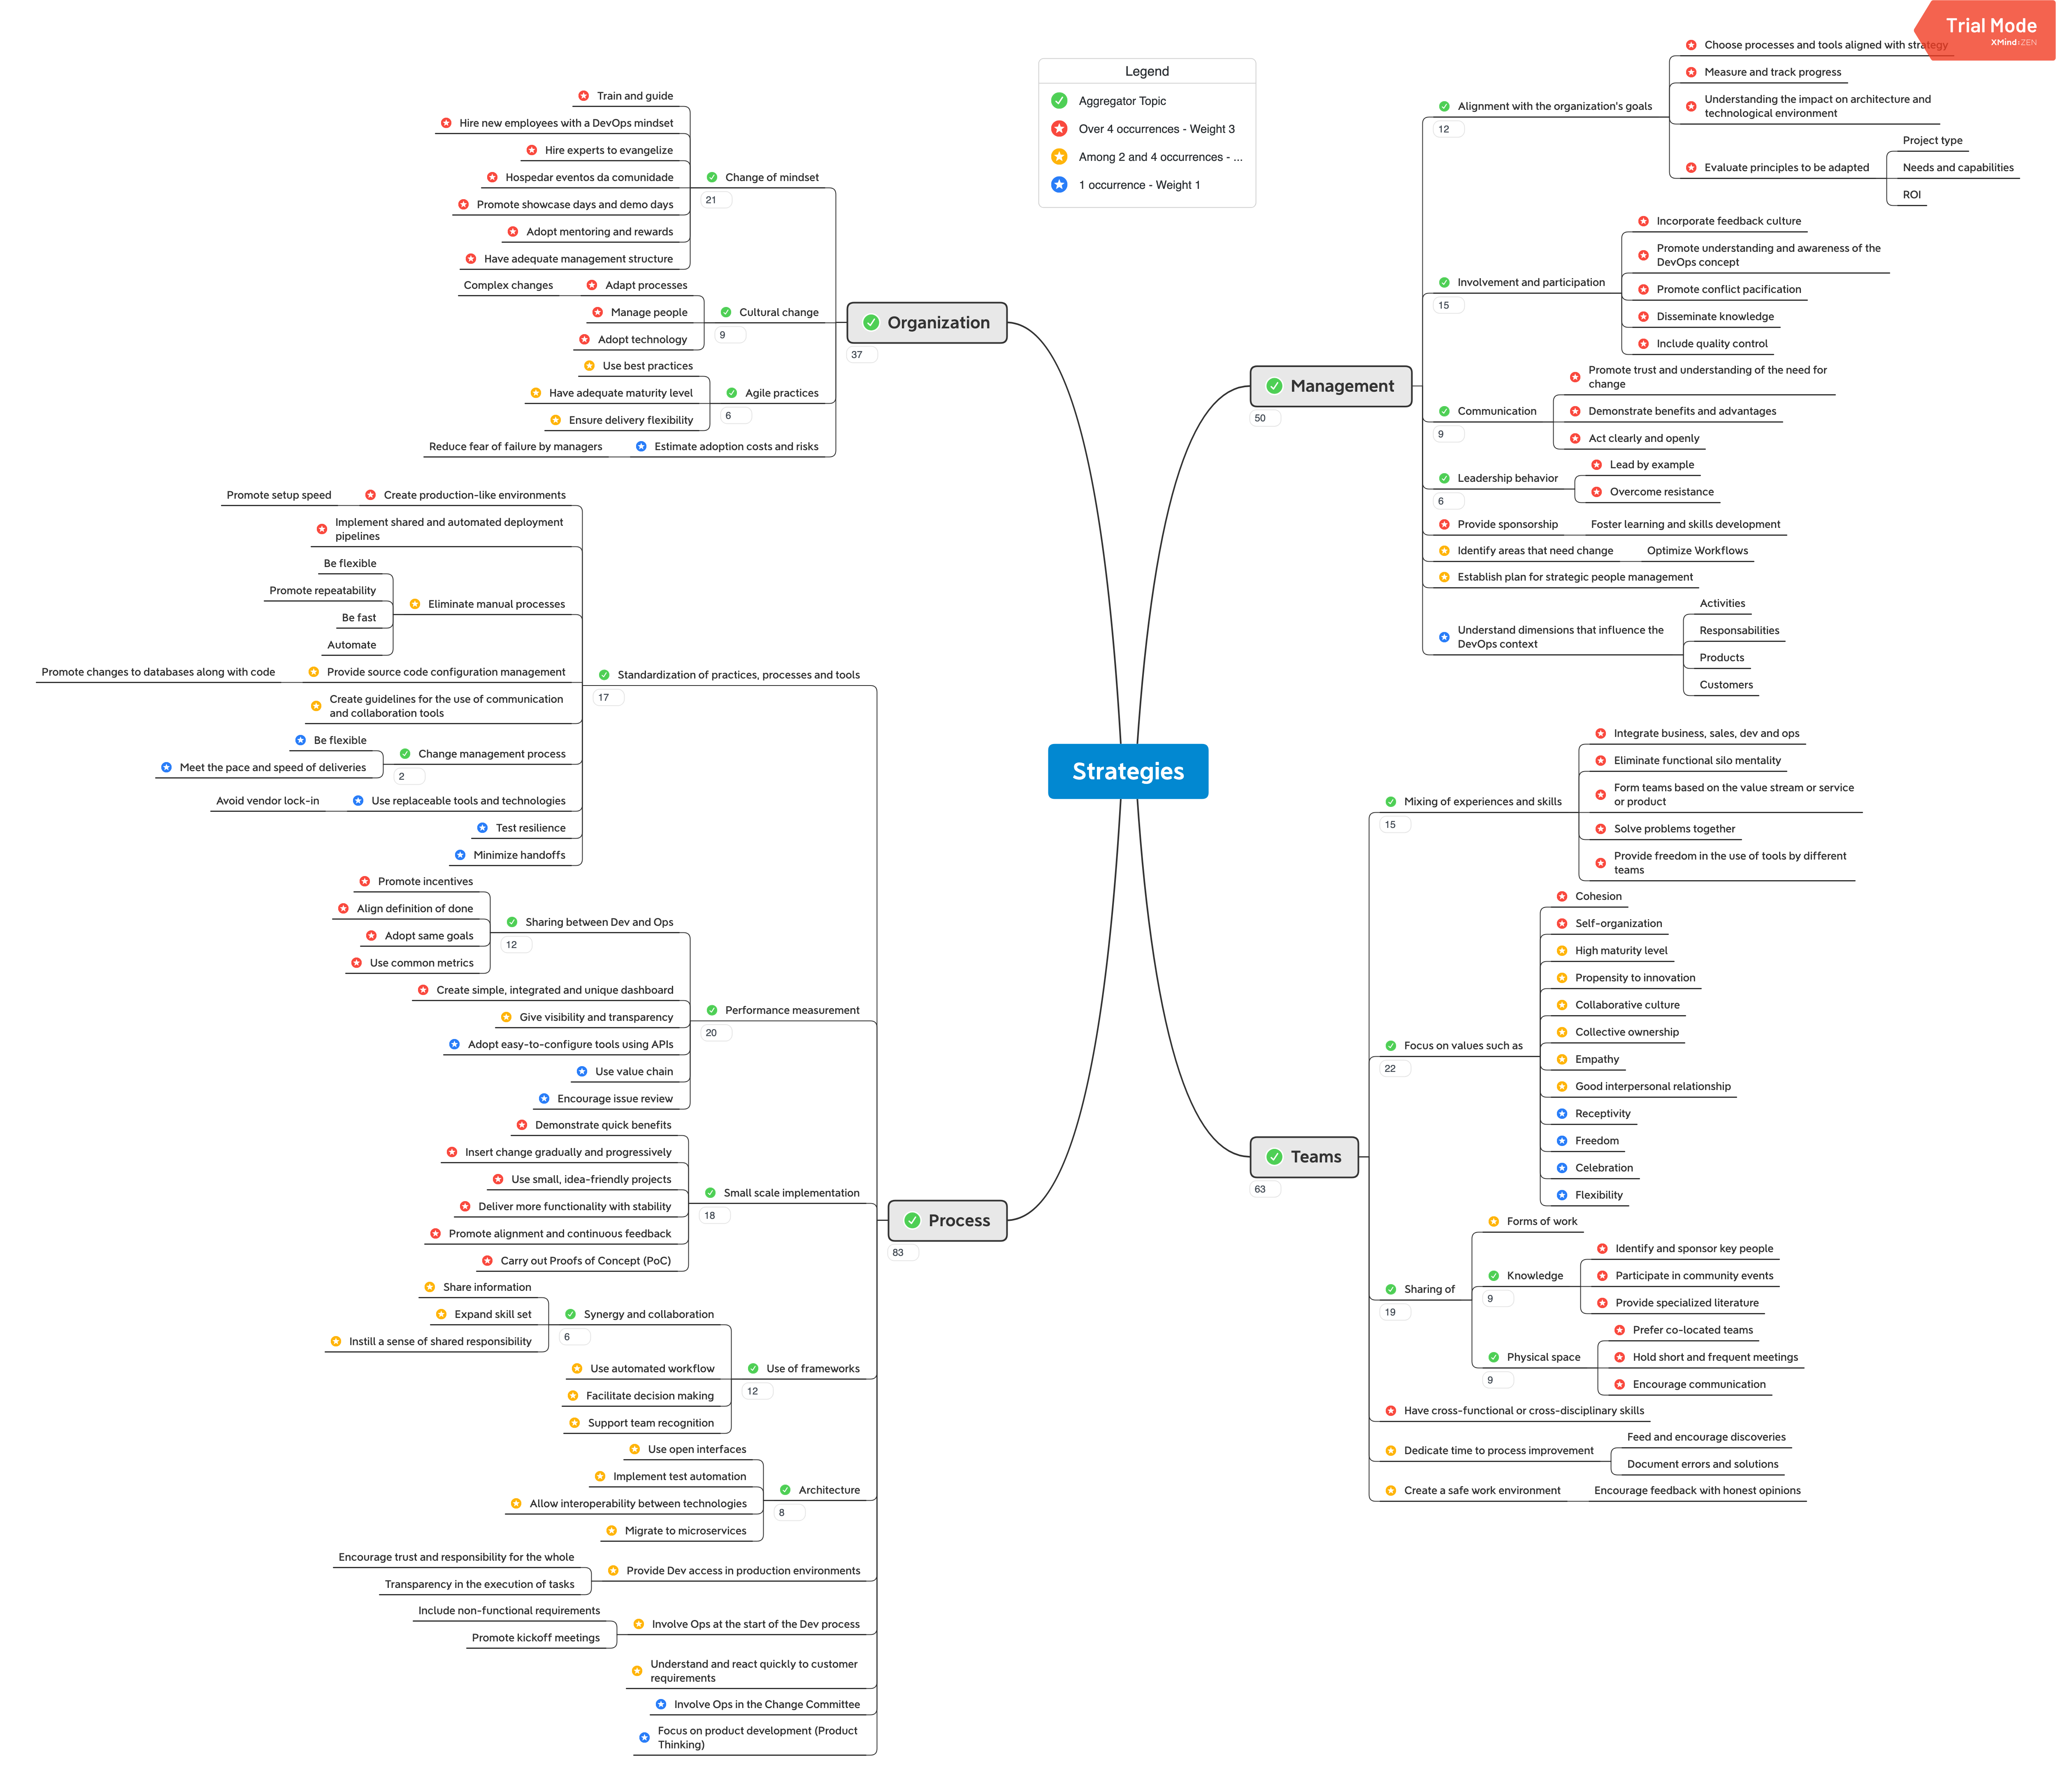 Trial Mode
XMind:ZEN
Legend
Aggregator Topic
Over 4 occurrences - Weight 3
Among 2 and 4 occurrences - ...
1 occurrence - Weight 1
Strategies
Organization
37
Change of mindset
21
Train and guide
Hire new employees with a DevOps mindset
Hire experts to evangelize
Hospedar eventos da comunidade
Promote showcase days and demo days
Adopt mentoring and rewards
Have adequate management structure
Cultural change
9
Adapt processes
Complex changes
Manage people
Adopt technology
Agile practices
6
Use best practices
Have adequate maturity level
Ensure delivery flexibility
Estimate adoption costs and risks
Reduce fear of failure by managers
Management
50
Alignment with the organization's goals
12
Choose processes and tools aligned with strategy
Measure and track progress
Understanding the impact on architecture and
technological environment
Evaluate principles to be adapted
Project type
Needs and capabilities
ROI
Involvement and participation
15
Incorporate feedback culture
Promote understanding and awareness of the
DevOps concept
Promote conflict pacification
Disseminate knowledge
Include quality control
Communication
9
Promote trust and understanding of the need for
change
Demonstrate benefits and advantages
Act clearly and openly
Leadership behavior
6
Lead by example
Overcome resistance
Provide sponsorship
Foster learning and skills development
Identify areas that need change
Optimize Workflows
Establish plan for strategic people management
Understand dimensions that influence the
DevOps context
Activities
Responsabilities
Products
Customers
Process
83
Standardization of practices, processes and tools
17
Create production-like environments
Promote setup speed
Implement shared and automated deployment
pipelines
Eliminate manual processes
Be flexible
Promote repeatability
Be fast
Automate
Provide source code configuration management
Promote changes to databases along with code
Create guidelines for the use of communication
and collaboration tools
Change management process
2
Be flexible
Meet the pace and speed of deliveries
Use replaceable tools and technologies
Avoid vendor lock-in
Test resilience
Minimize handoffs
Performance measurement
20
Sharing between Dev and Ops
12
Promote incentives
Align definition of done
Adopt same goals
Use common metrics
Create simple, integrated and unique dashboard
Give visibility and transparency
Adopt easy-to-configure tools using APIs
Use value chain
Encourage issue review
Small scale implementation
18
Demonstrate quick benefits
Insert change gradually and progressively
Use small, idea-friendly projects
Deliver more functionality with stability
Promote alignment and continuous feedback
Carry out Proofs of Concept (PoC)
Use of frameworks
12
Synergy and collaboration
6
Share information
Expand skill set
Instill a sense of shared responsibility
Use automated workflow
Facilitate decision making
Support team recognition
Architecture
8
Use open interfaces
Implement test automation
Allow interoperability between technologies
Migrate to microservices
Provide Dev access in production environments
Encourage trust and responsibility for the whole
Transparency in the execution of tasks
Involve Ops at the start of the Dev process
Include non-functional requirements
Promote kickoff meetings
Understand and react quickly to customer
requirements
Involve Ops in the Change Committee
Focus on product development (Product
Thinking)
Teams
63
Mixing of experiences and skills
15
Integrate business, sales, dev and ops
Eliminate functional silo mentality
Form teams based on the value stream or service
or product
Solve problems together
Provide freedom in the use of tools by different
teams
Focus on values such as
22
Cohesion
Self-organization
High maturity level
Propensity to innovation
Collaborative culture
Collective ownership
Empathy
Good interpersonal relationship
Receptivity
Freedom
Celebration
Flexibility
Sharing of
19
Forms of work
Knowledge
9
Identify and sponsor key people
Participate in community events
Provide specialized literature
Physical space
9
Prefer co-located teams
Hold short and frequent meetings
Encourage communication
Have cross-functional or cross-disciplinary skills
Dedicate time to process improvement
Feed and encourage discoveries
Document errors and solutions
Create a safe work environment
Encourage feedback with honest opinions